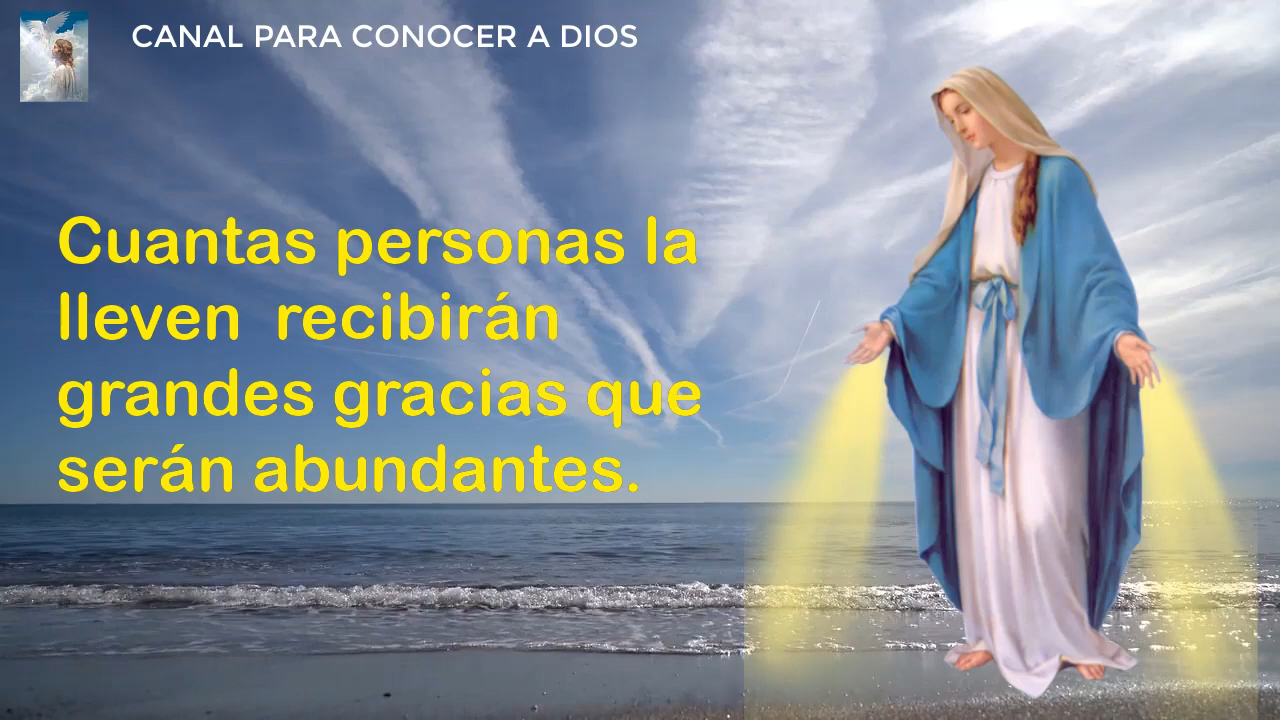 CANAL PARA CONOCER A DIOS
Cuantas personas la
lleven recibirán
grandes gracias que
serán abundantes.